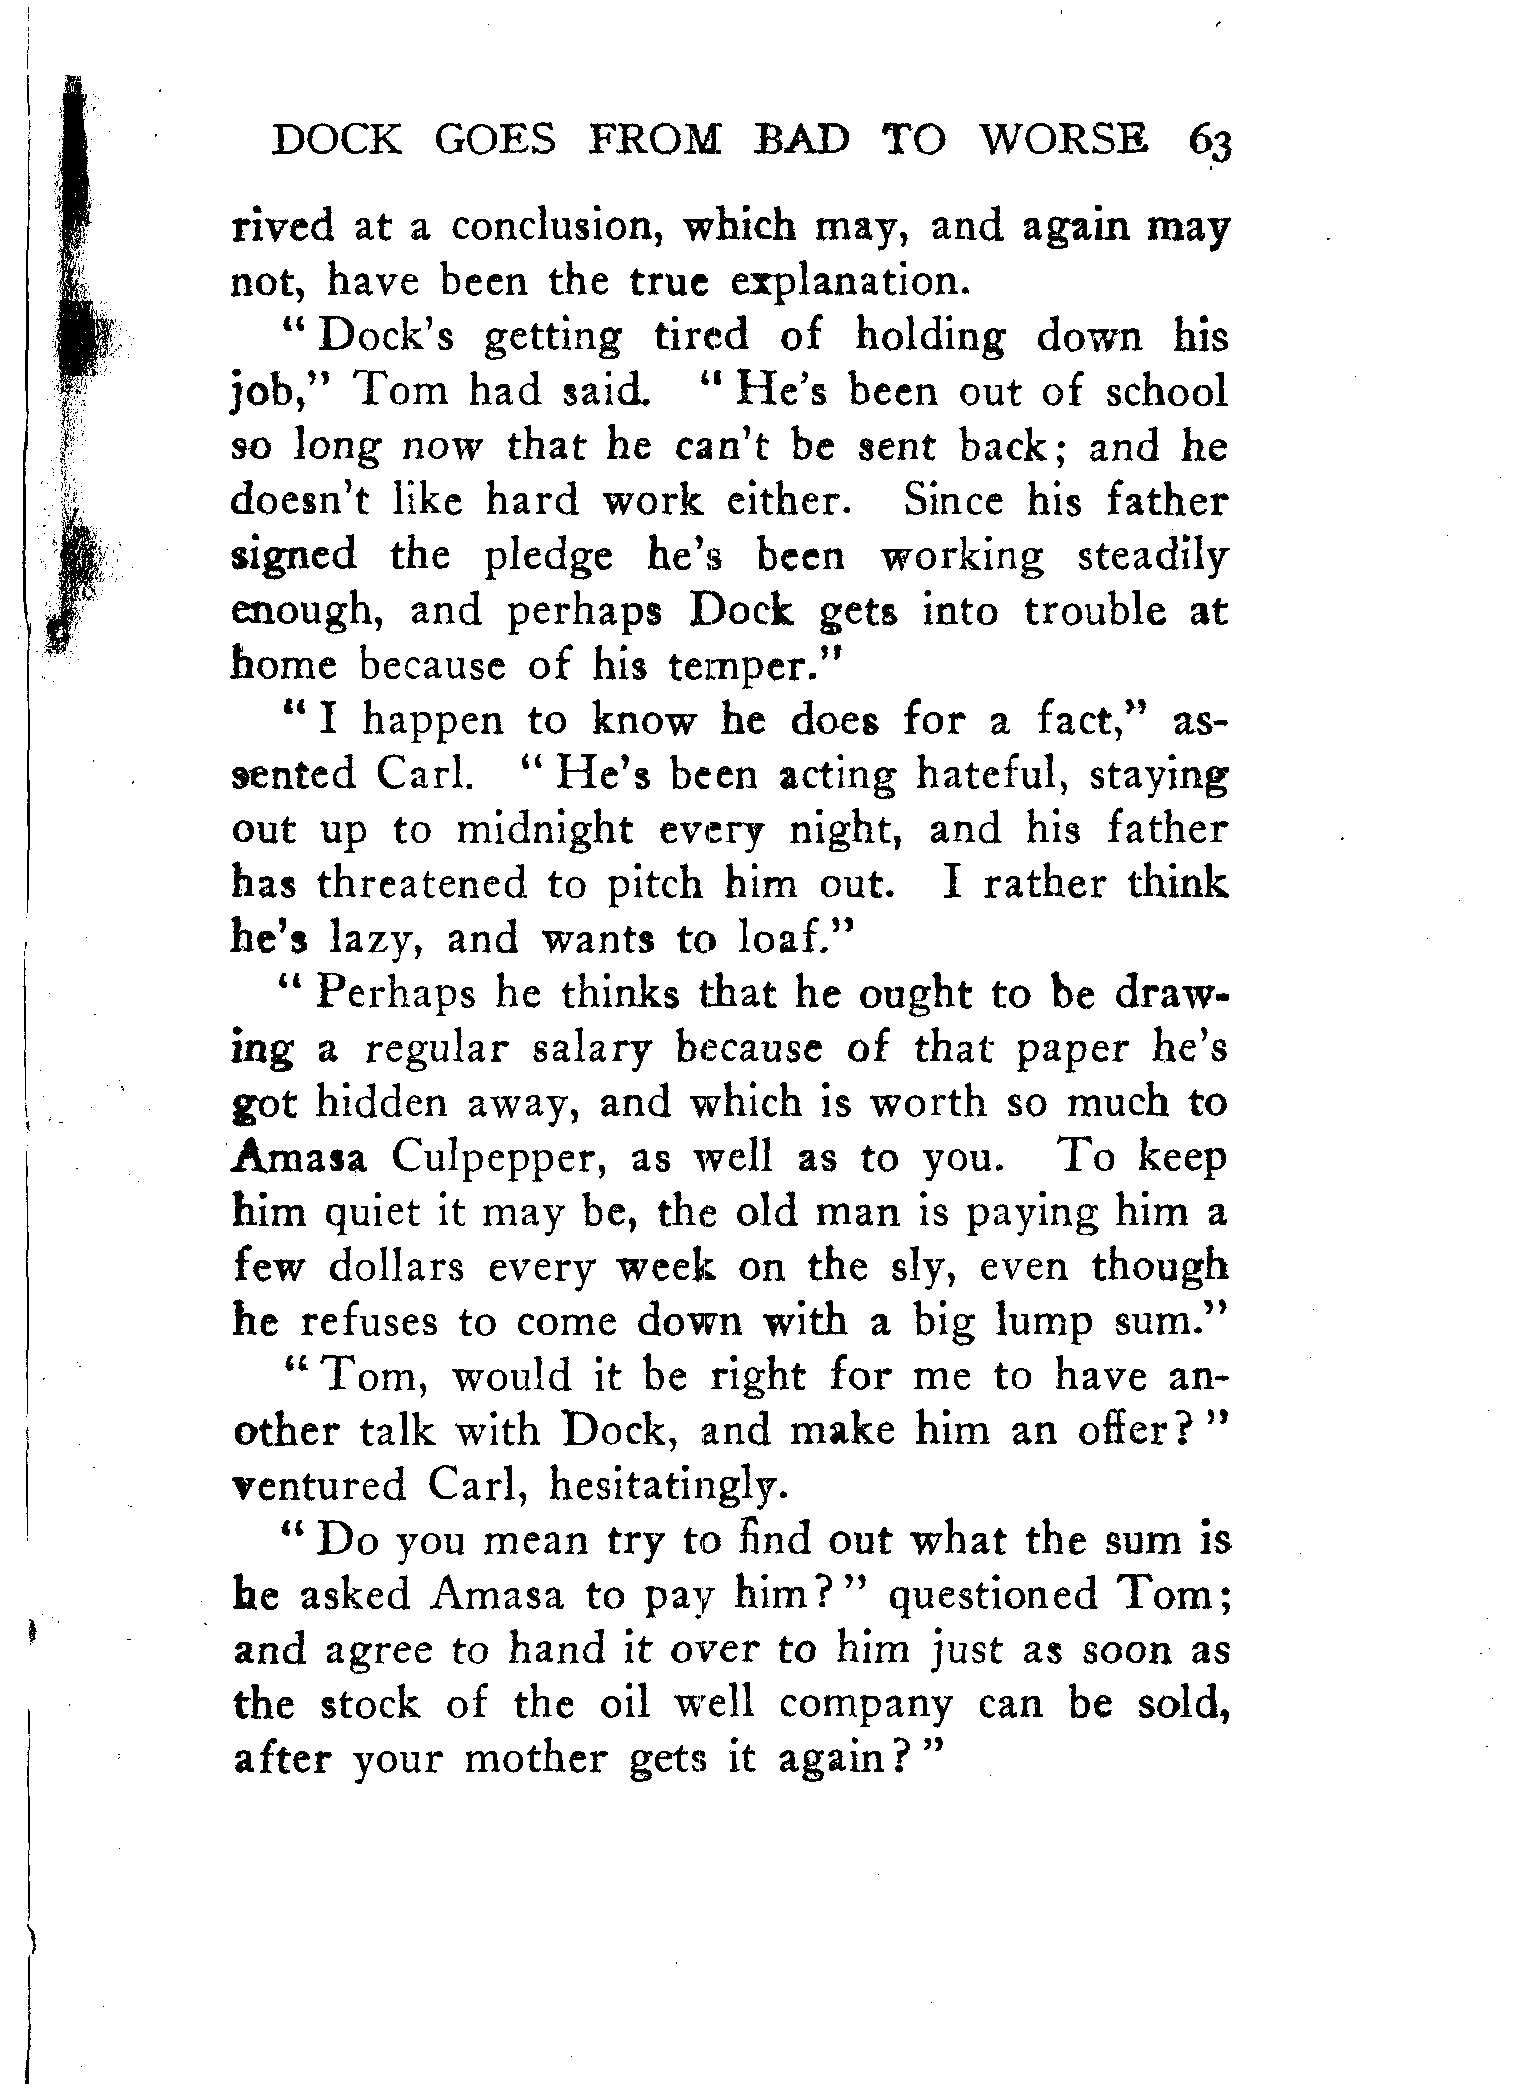 DOCK GOES FROM BAD TO WORSE 63
rived at a conclusion, which may, and again may
not, have been the true explanation.
“ Dock's getting tired of holding down his
job,” Tom had said. “ He's been out of school
so long now that he can't be sent back; and he
doesn't like hard work either. Since his father
signed the pledge he's been working steadily
enough, and perhaps Dock gets into trouble at
home because of his temper.”
“ I happen to know he does for a fact,” as-
sented Carl. “ He's been acting hateful, staying
out up to midnight every night, and his father
has threatened to pitch him out. I rather think
he's lazy, and wants to loaf.”
“ Perhaps he thinks that he ought to be draw-
ing a regular salary because of that paper he's
got hidden away, and which is worth so much to
Amasa Culpepper, as well as to you. To keep
him quiet it may be, the old man is paying him a
few dollars every week on the sly, even though
he refuses to come down with a big lump sum.”
“ Tom, would it be right for me to have an-
other talk with Dock, and make him an offer? ”
ventured Carl, hesitatingly.
“ Do you mean try to find out what the sum is
he asked Amasa to pay him? ” questioned Tom;
and agree to hand it over to him just as soon as
the stock of the oil well company can be sold,
after your mother gets it again? ”